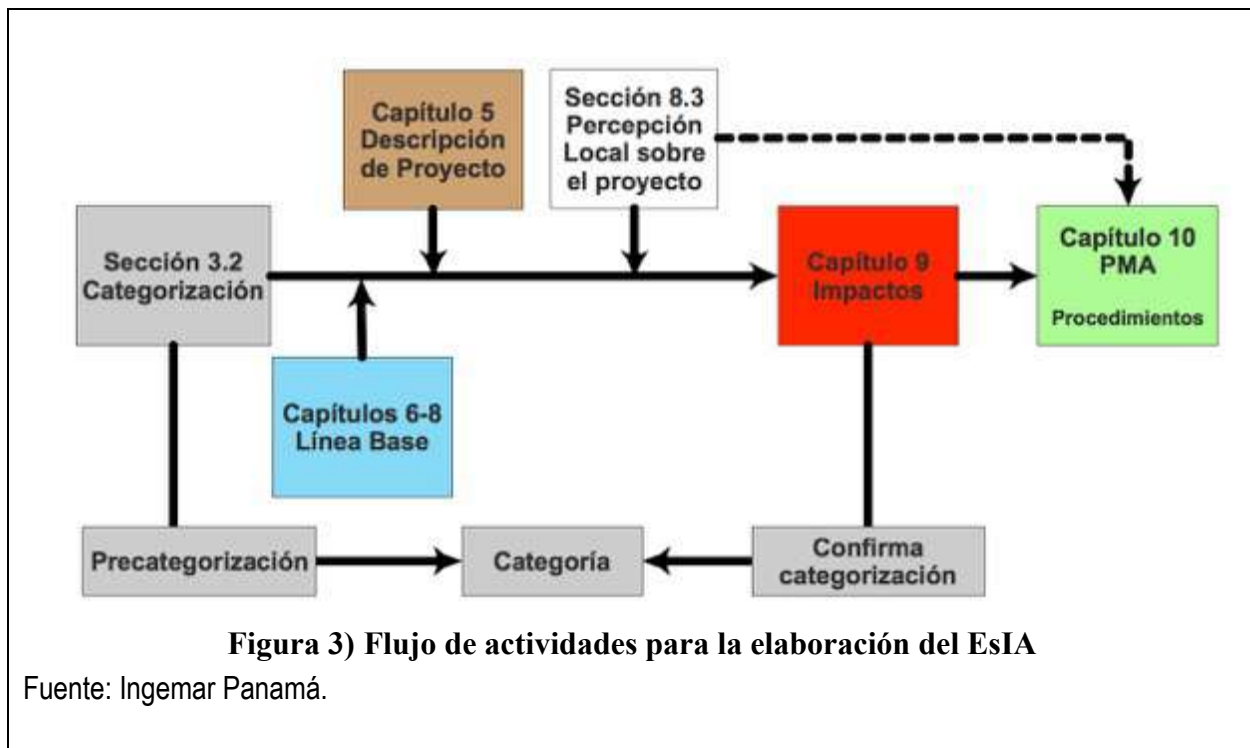 Capítulo 5
Descripción
de Proyecto
Sección 8.3
Percepción
Local sobre
el proyecto
Sección 3.2
Categorización
Capítulo 9
Impactos
Capítulo 10
PMA
Procedimientos
Capítulos 6-8
Línea Base
Precategorización
Categoría
Confirma
categorización
Figura 3) Flujo de actividades para la elaboración del EsIA
Fuente: Ingemar Panamá.